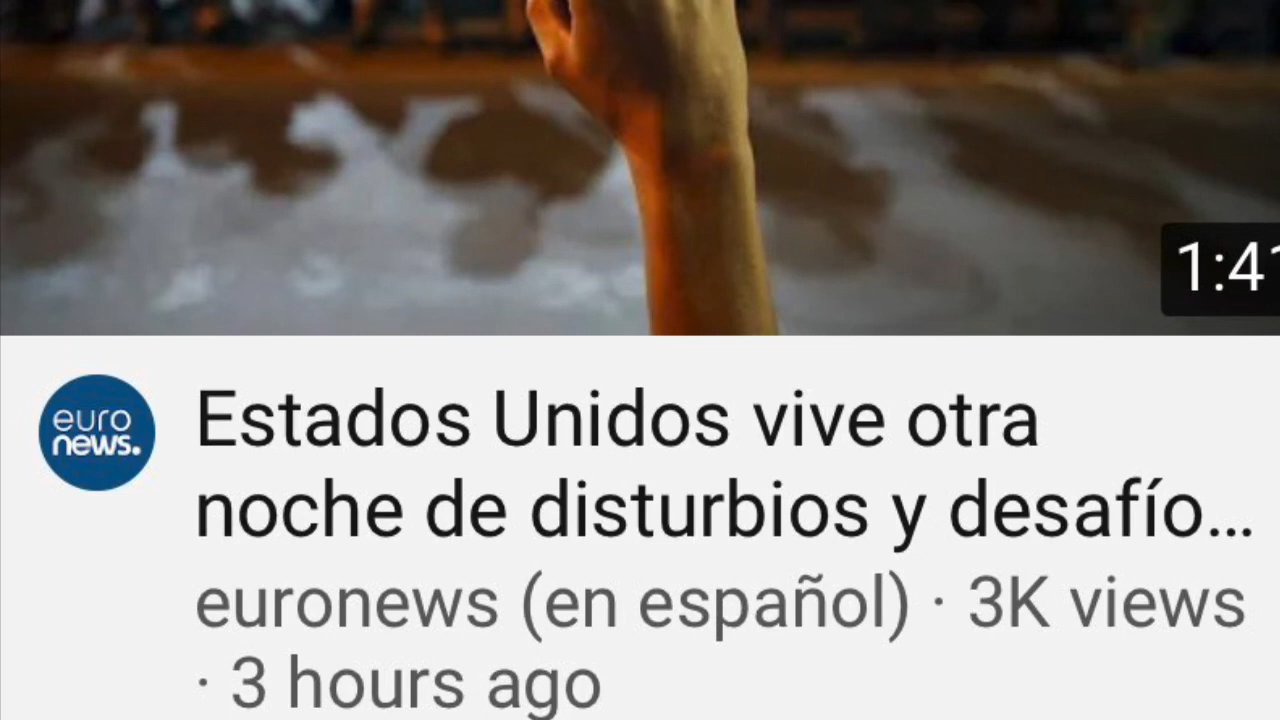 1:41
euro
news.
Estados Unidos vive otra
noche de disturbios y desafío...
euronews (en español) · 3K views
· 3 hours ago